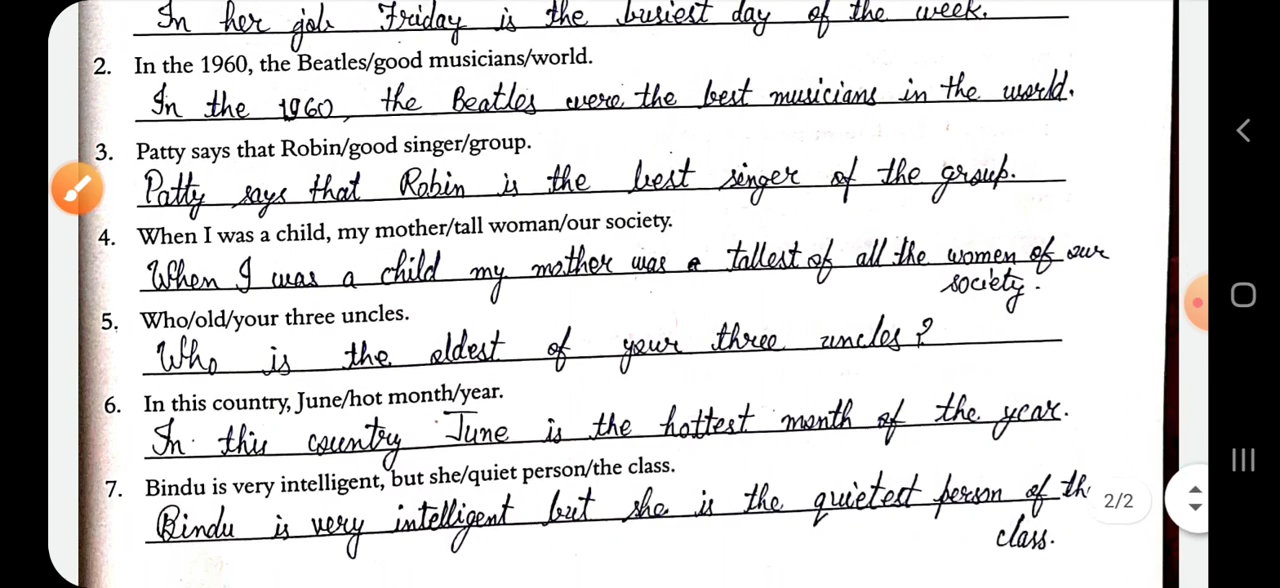 In her job Friday is the busiest day of the week.
2. In the 1960, the Beatles/good musicians/world.
In the 1960, the Beatles were the best musicians in the world.
3. Patty says that Robin/good singer/group.
Patty says that Robin is the best singer of the group.
4. When I was a child, my mother/tall woman/our society.
When I was a child my mother was a tallest of all the women of our
society.
5. Who/old/your three uncles.
Who is the oldest of your three uncles?
6. In this country, June/hot month/year.
In this country June is the hottest month of the year.
7. Bindu is very intelligent, but she/quiet person/the class.
Bindu is very intelligent but she is the quietest person of th
2/2
class.